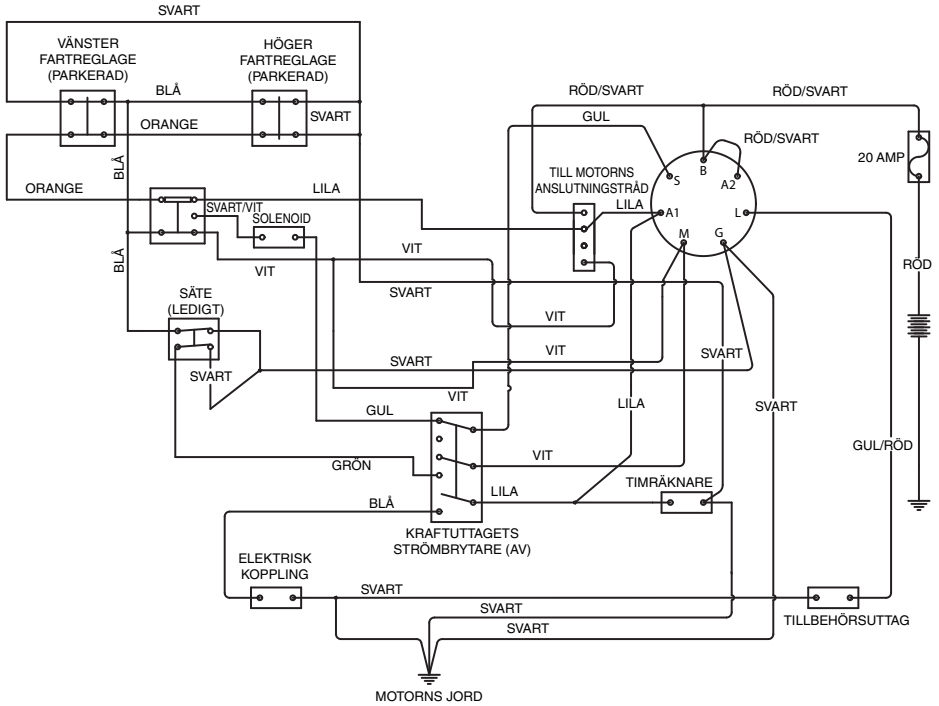 SVART
VÄNSTER
FARTREGLAGE
(PARKERAD)
HÖGER
FARTREGLAGE
(PARKERAD)
BLÅ
SVART
ORANGE
BLÅ
ORANGE
LILA
SVART/VIT
SOLENOID
VIT
VIT
BLÅ
SVART
SÄTE
(LEDIGT)
SVART
SVART
RÖD/SVART
RÖD/SVART
GUL
RÖD/SVART
20 AMP
TILL MOTORNS
ANSLUTNINGSTRÅD
LILA
S
B
A2
A1
L
M
G
RÖD
VIT
VIT
SVART
VIT
GUL
LILA
SVART
GUL/RÖD
GRÖN
VIT
BLÅ
LILA
TIMRÄKNARE
KRAFTUTTAGETS
STRÖMBRYTARE (AV)
ELEKTRISK
KOPPLING
SVART
SVART
SVART
TILLBEHÖRSUTTAG
MOTORNS JORD